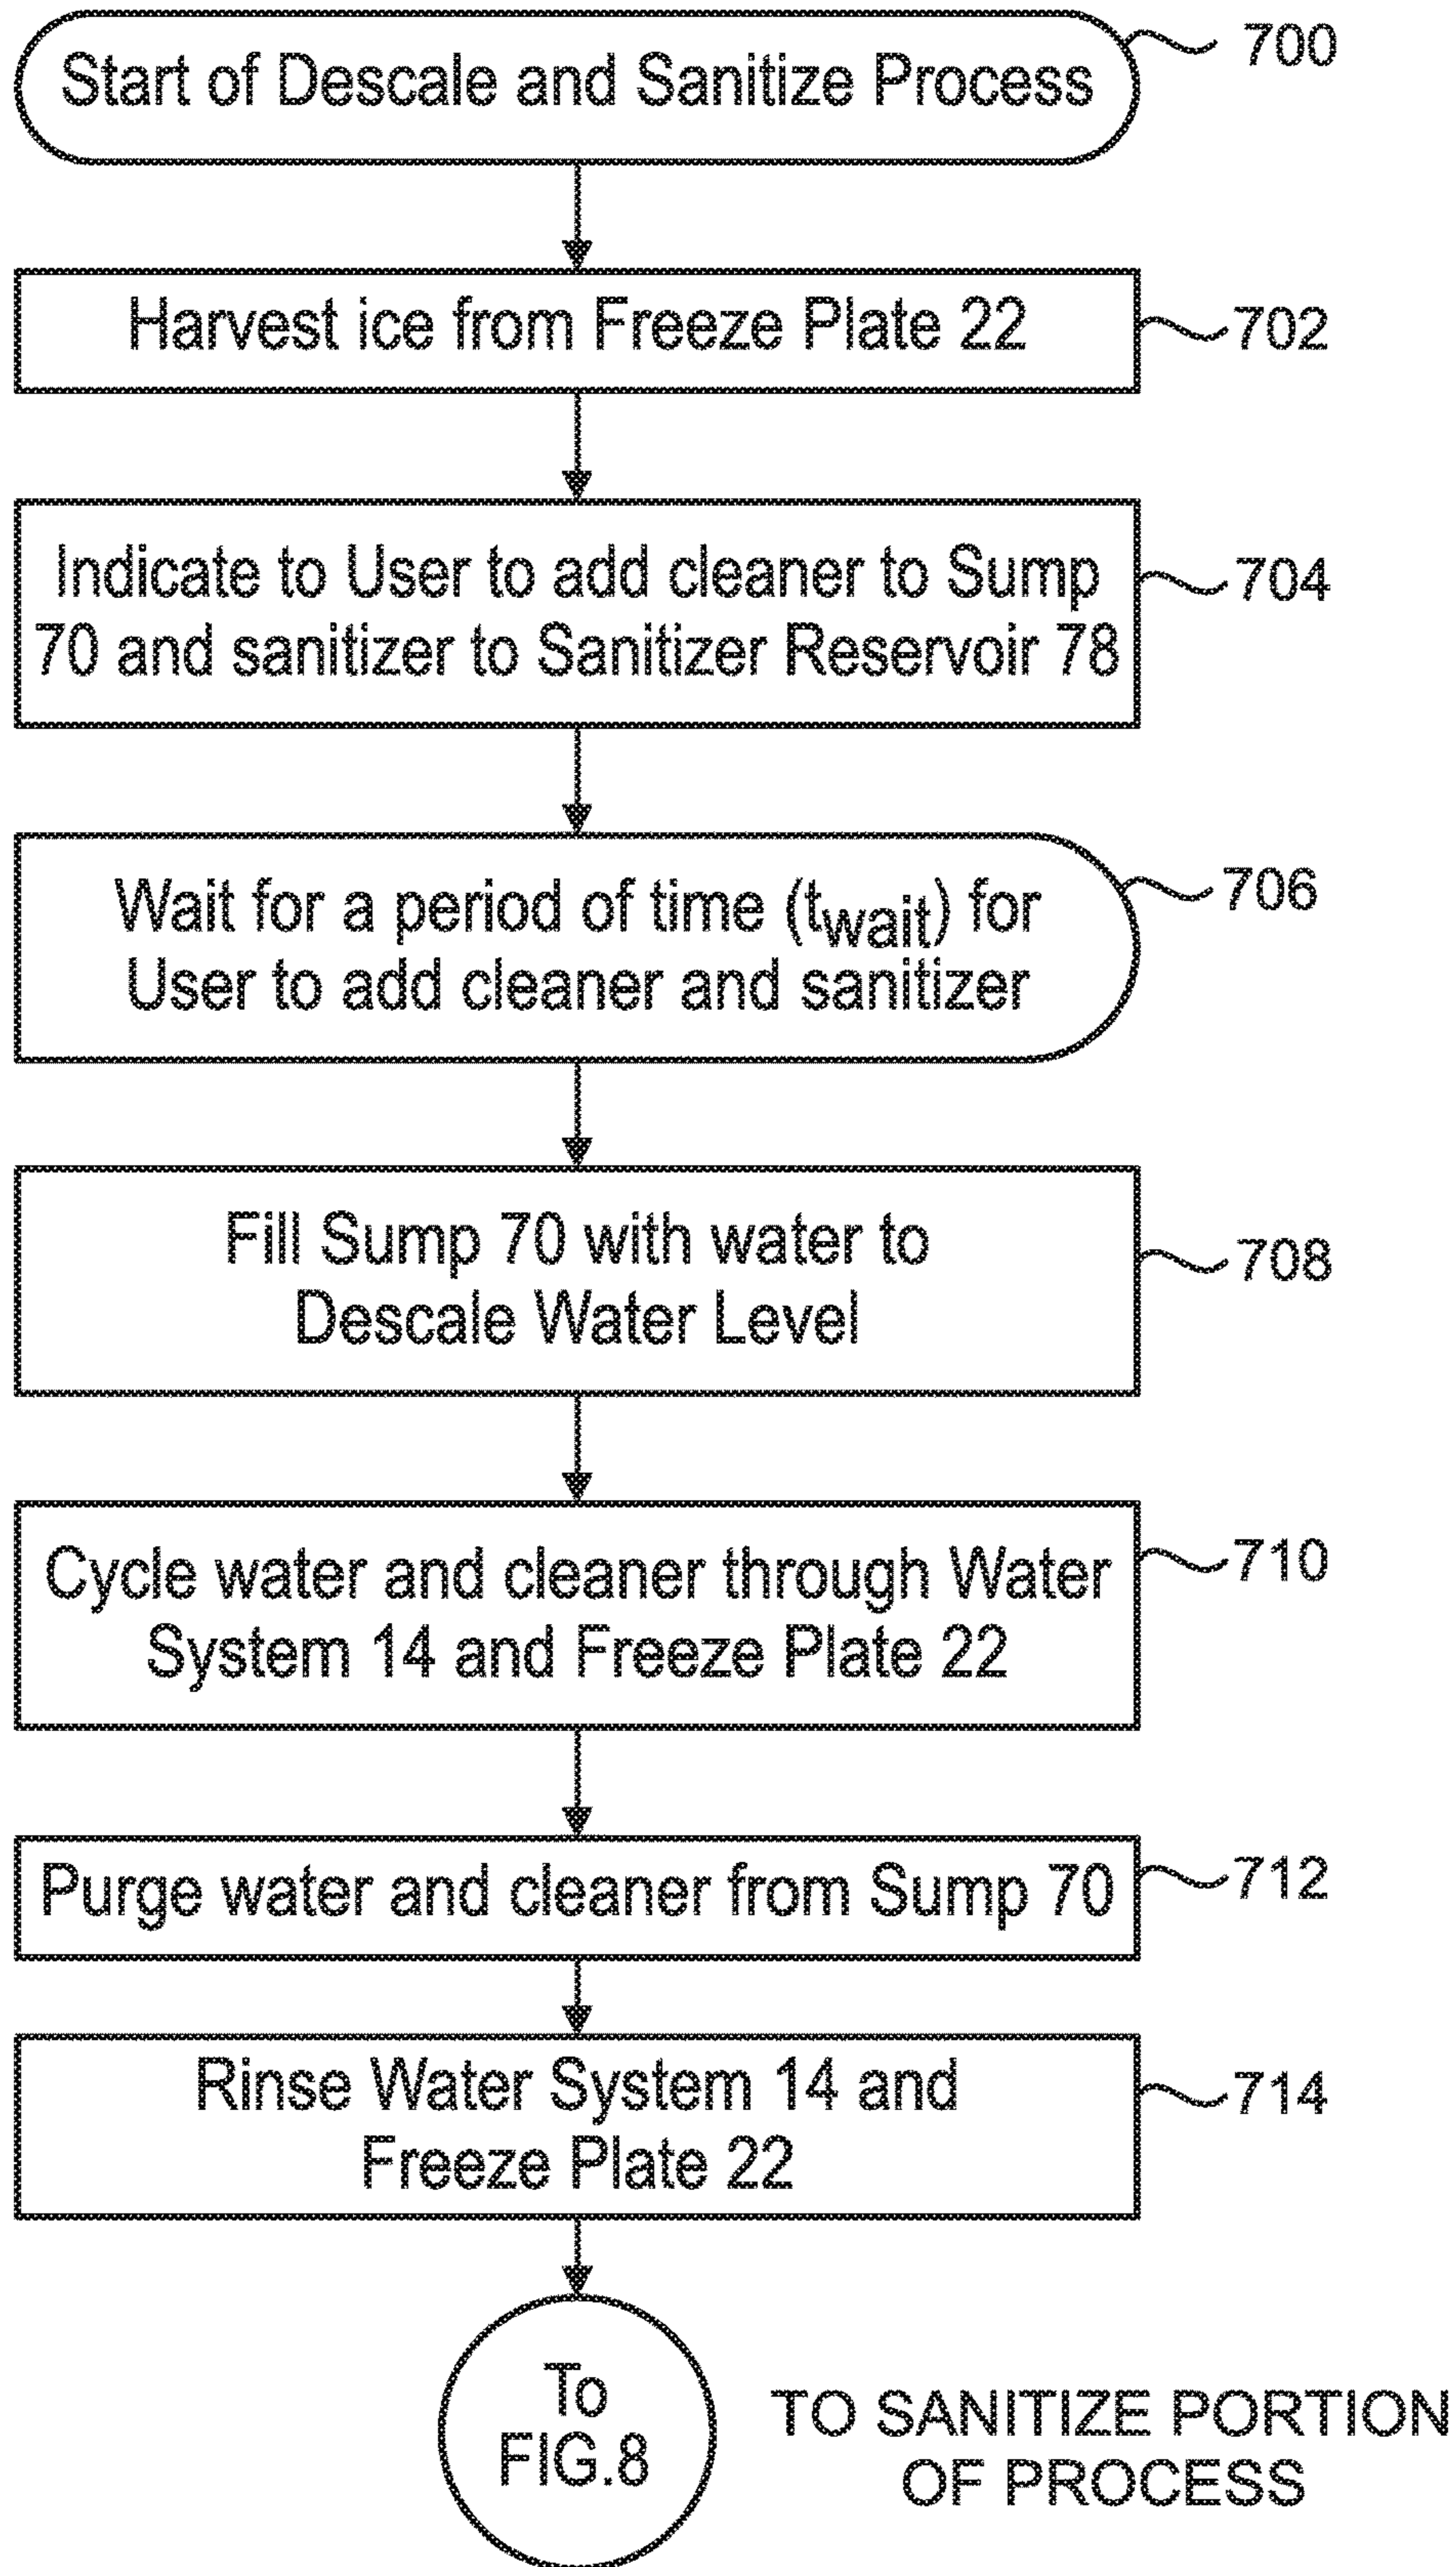 Start of Descale and Sanitize Process
700
Harvest ice from Freeze Plate 22
702
Indicate to User to add cleaner to Sump
70 and sanitizer to Sanitizer Reservoir 78
704
Wait for a period of time (twait) for
User to add cleaner and sanitizer
706
Fill Sump 70 with water to
Descale Water Level
708
Cycle water and cleaner through Water
System 14 and Freeze Plate 22
710
Purge water and cleaner from Sump 70
712
Rinse Water System 14 and
Freeze Plate 22
714
To
FIG.8
TO SANITIZE PORTION
OF PROCESS